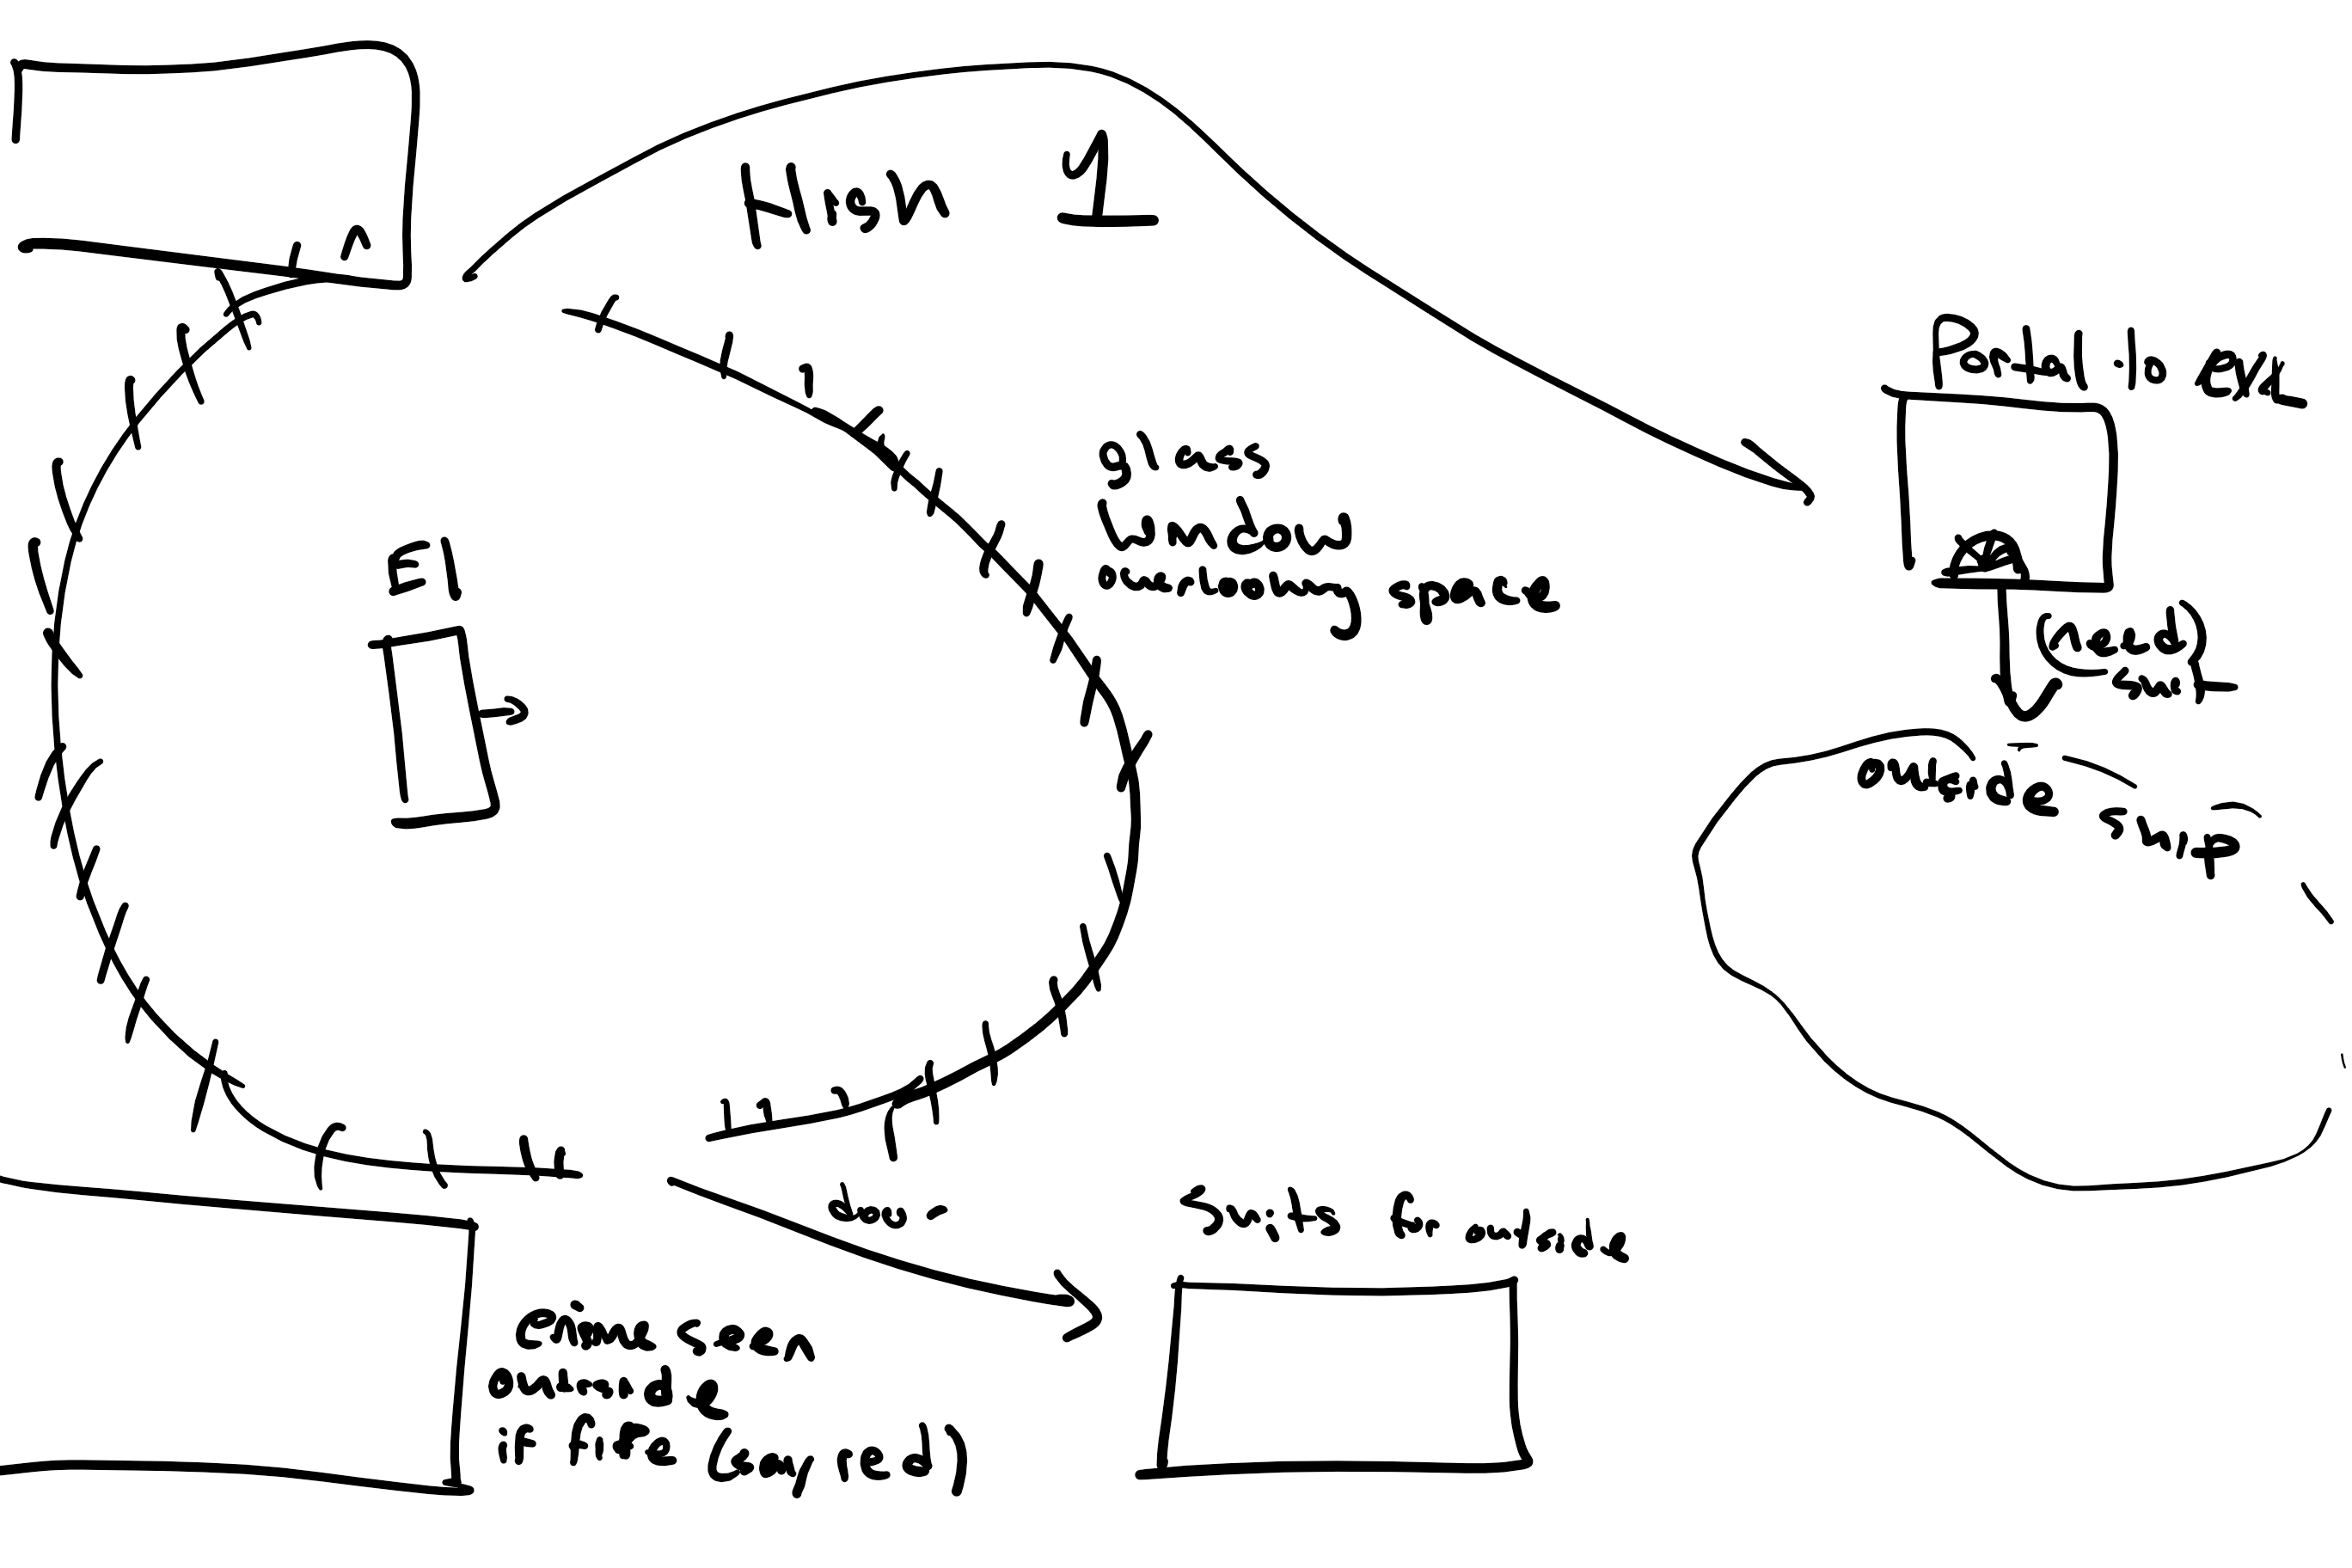 High 1
Portal to exit
glass
window
overlooking space
El
(need)
suit
outside
ship
door
Suits for outside
engine seen
outside
if fire (say red)